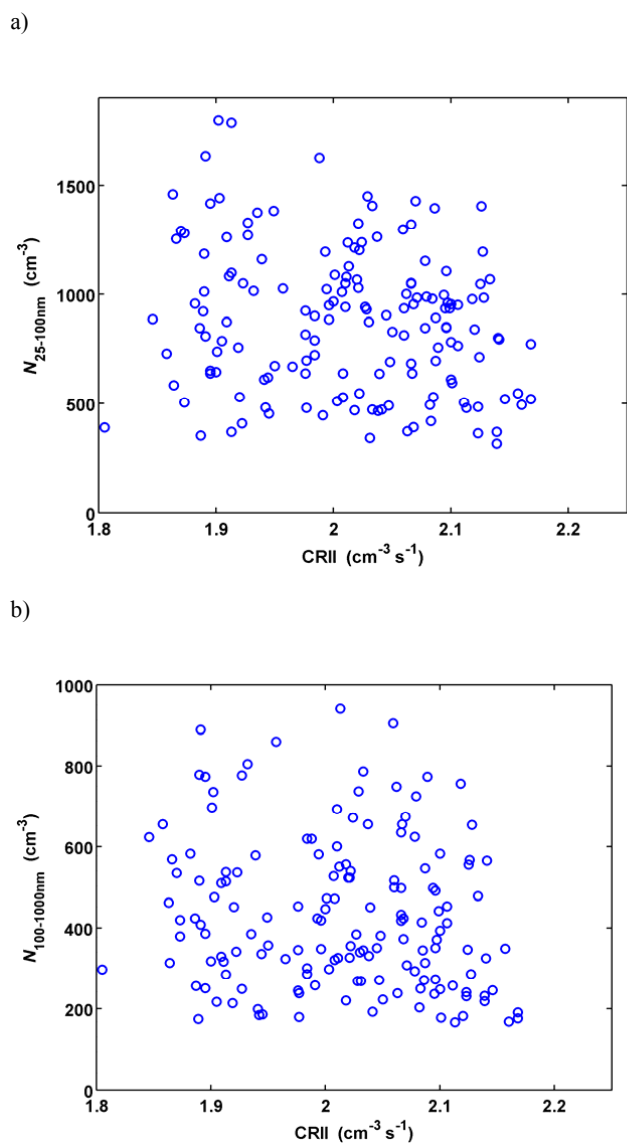 a)
1500
1000
500
0
N25-100nm (cm-3)
1.8 1.9 2 2.1 2.2
CRII (cm-3 s-1)
b)
1000
800
600
400
200
0
N100-1000nm (cm-3)
1.8 1.9 2 2.1 2.2
CRII (cm-3 s-1)